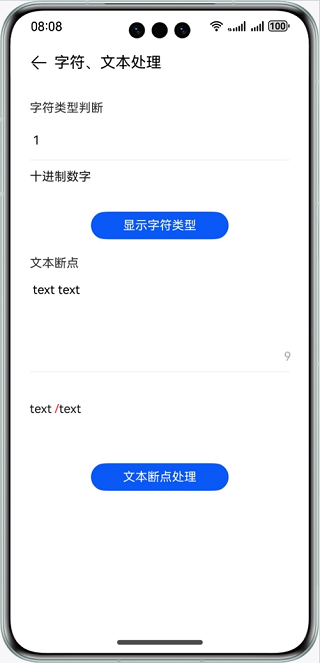 08:08
100
字符、文本处理
字符类型判断
1
十进制数字
显示字符类型
文本断点
text text
9
text /text
文本断点处理